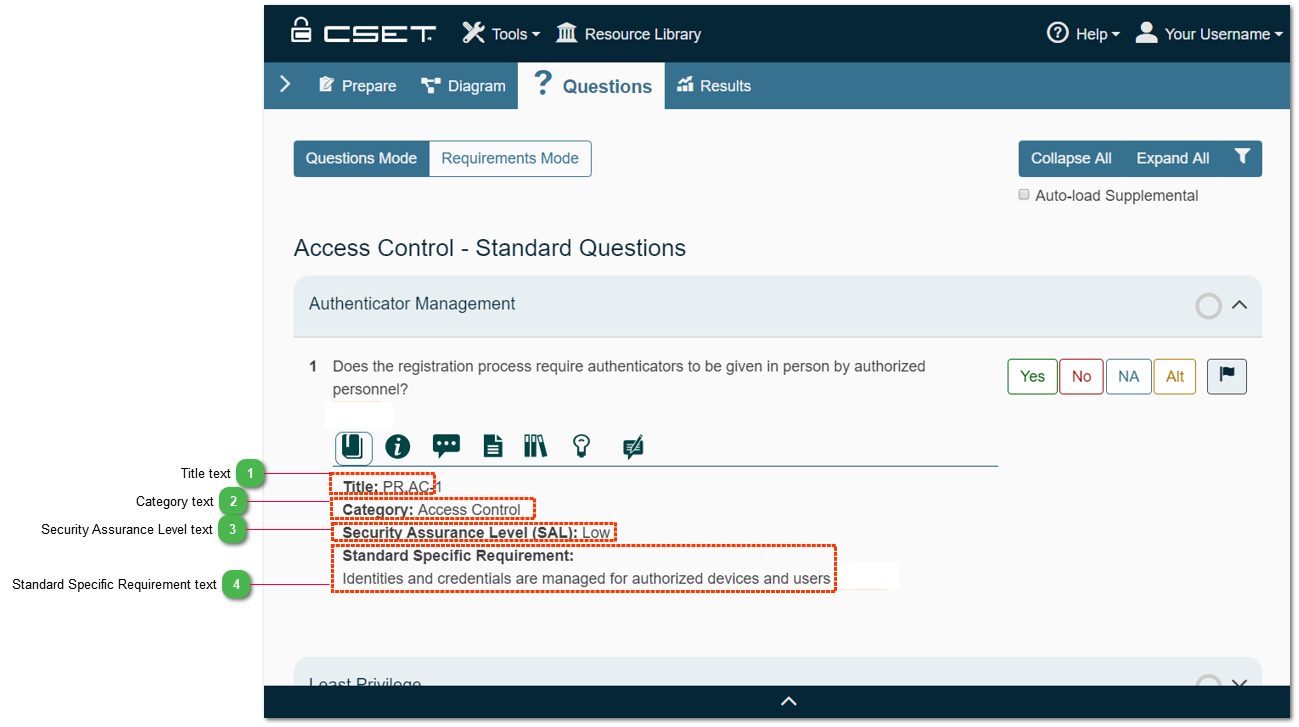 CSET Tools Resource Library Help Your Username
Prepare Diagram ? Questions Results
Questions Mode Requirements Mode Collapse All Expand All
Auto-load Supplemental
Access Control - Standard Questions
Authenticator Management
1 Does the registration process require authenticators to be given in person by authorized
personnel?
Yes No NA Alt
Title text 1
Title: PR.AC-1
Category text 2
Category: Access Control
Security Assurance Level text 3
Security Assurance Level (SAL): Low
Standard Specific Requirement:
Standard Specific Requirement text 4
Identities and credentials are managed for authorized devices and users
Least Privilege